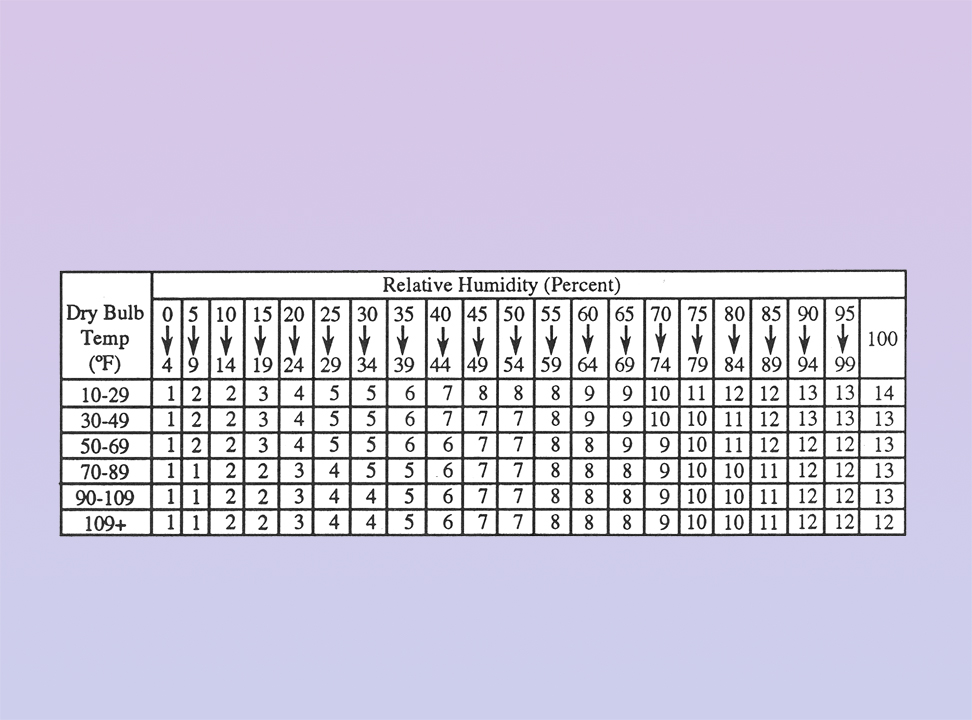 Relative Humidity (Percent)
Dry Bulb Temp (°F) 0 5 10 15 20 25 30 35 40 45 50 55 60 65 70 75 80 85 90 95 100
4 9 14 19 24 29 34 39 44 49 54 59 64 69 74 79 84 89 94 99
10-29 1 2 2 3 4 5 5 6 7 8 8 8 9 9 10 11 12 12 13 13 14
30-49 1 2 2 3 4 5 5 6 7 7 7 8 9 9 10 10 11 12 13 13 13
50-69 1 2 2 3 4 5 5 6 6 7 7 8 8 9 9 10 11 12 12 12 13
70-89 1 1 2 2 3 4 5 5 6 7 7 8 8 8 9 10 10 11 12 12 13
90-109 1 1 2 2 3 4 4 5 6 7 7 8 8 8 9 10 10 11 12 12 13
109+ 1 1 2 2 3 4 4 5 6 7 7 8 8 8 9 10 10 11 12 12 12